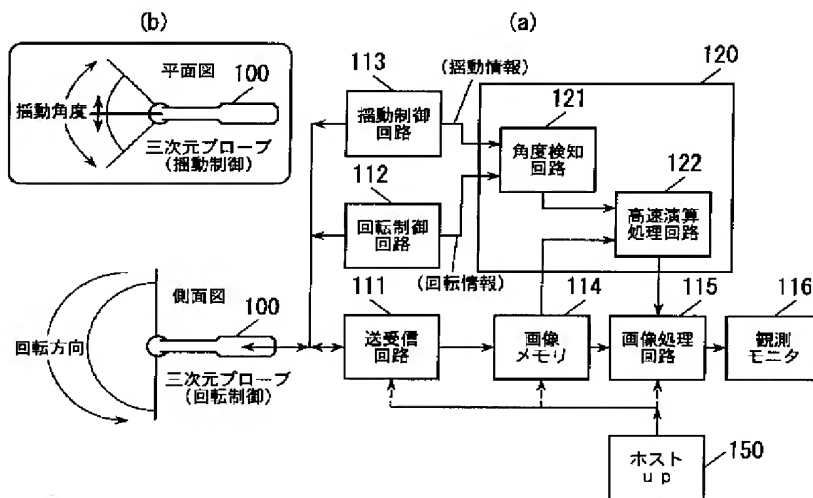 (b)
(a)
平面図
100
揺動角度
三次元プローブ
(揺動制御)
113
(揺動情報)
120
揺動制御
回路
121
角度検知
回路
112
122
回転制御
回路
高速演算
処理回路
(回転情報)
側面図
100
回転方向
三次元プローブ
(回転制御)
111
114
115
116
送受信
回路
画像
メモリ
画像処理
回路
観測
モニタ
ホスト
up
150